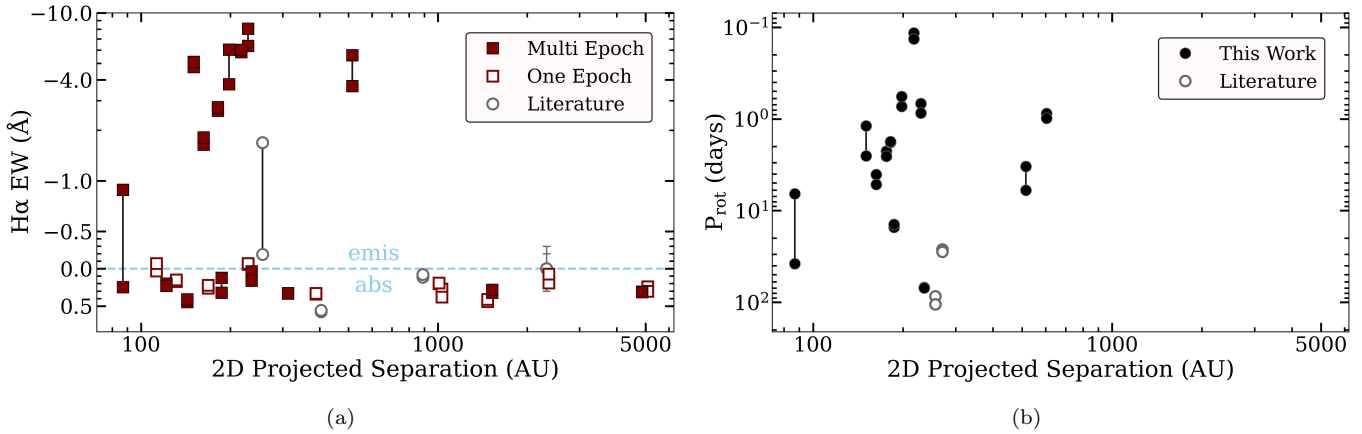 -10.0
-4.0
-1.0
-0.5
0.0
0.5
Hα EW (Å)
Multi Epoch
One Epoch
Literature
emis
abs
100
1000
5000
2D Projected Separation (AU)
(a)
10⁻¹
10⁰
10¹
10²
P_rot (days)
This Work
Literature
100
1000
5000
2D Projected Separation (AU)
(b)